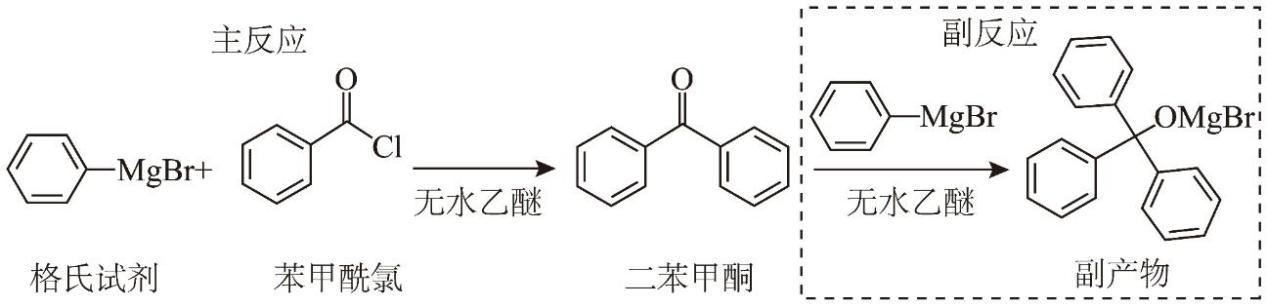 主反应
副反应
O
Cl
MgBr+
无水乙醚
O
MgBr
无水乙醚
OMgBr
格氏试剂
苯甲酰氯
二苯甲酮
副产物